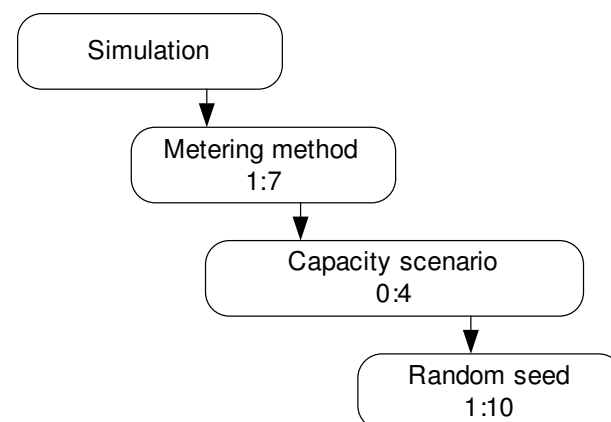 Simulation
Metering method
1:7
Capacity scenario
0:4
Random seed
1:10